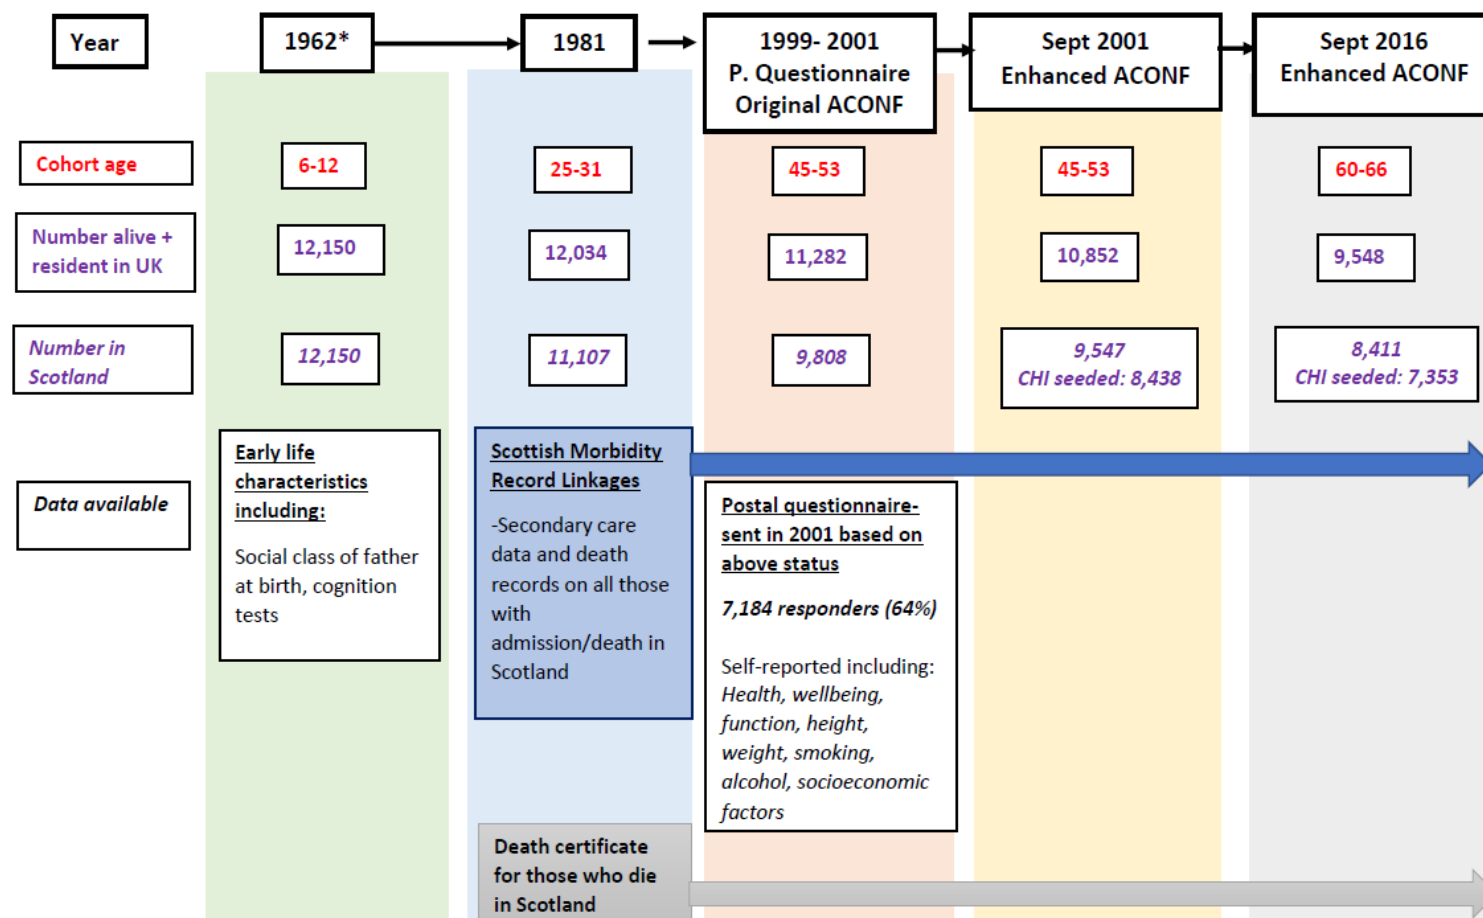 Year
1962*
1981
1999- 2001
P. Questionnaire
Original ACONF
Sept 2001
Enhanced ACONF
Sept 2016
Enhanced ACONF
Cohort age
6-12
25-31
45-53
45-53
60-66
Number alive +
resident in UK
12,150
12,034
11,282
10,852
9,548
Number in
Scotland
12,150
11,107
9,808
9,547
CHI seeded: 8,438
8,411
CHI seeded: 7,353
Data available
Early life
characteristics
including:
Social class of father
at birth, cognition
tests
Scottish Morbidity
Record Linkages
-Secondary care
data and death
records on all those
with
admission/death in
Scotland
Postal questionnaire-
sent in 2001 based on
above status
7,184 responders (64%)
Self-reported including:
Health, wellbeing,
function, height,
weight, smoking,
alcohol, socioeconomic
factors
Death certificate
for those who die
in Scotland